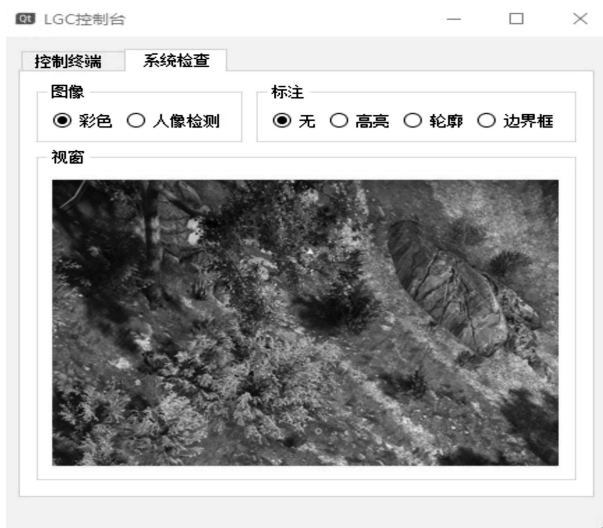 Qt LGC控制台
控制终端 系统检查
图像 标注
彩色 人像检测 无 高亮 轮廓 边界框
视窗